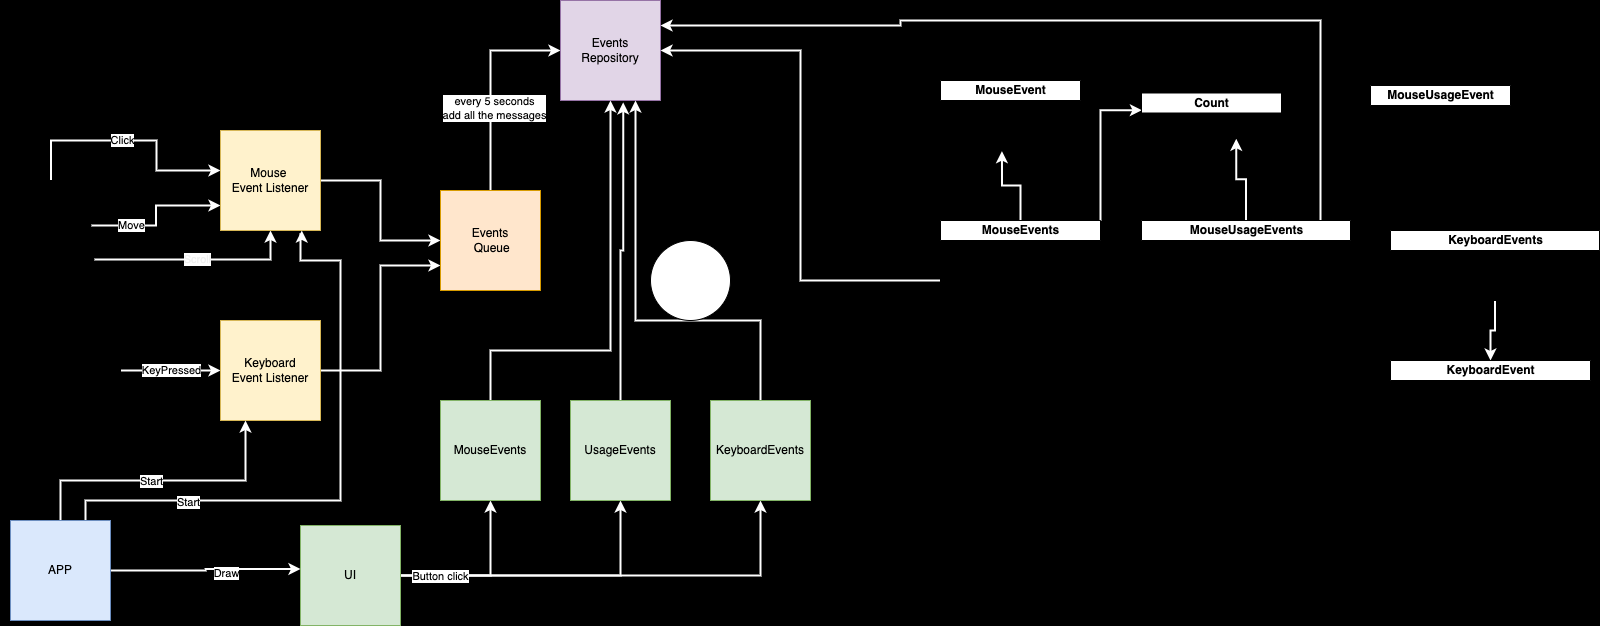 Events
Repository
every 5 seconds
add all the messages
MouseEvent
Count
MouseUsageEvent
Click
Mouse
Event Listener
Move
Scroll
Events
Queue
MouseEvents
MouseUsageEvents
KeyboardEvents
KeyPressed
Keyboard
Event Listener
KeyboardEvent
MouseEvents
UsageEvents
KeyboardEvents
Start
Start
APP
Draw
UI
Button click